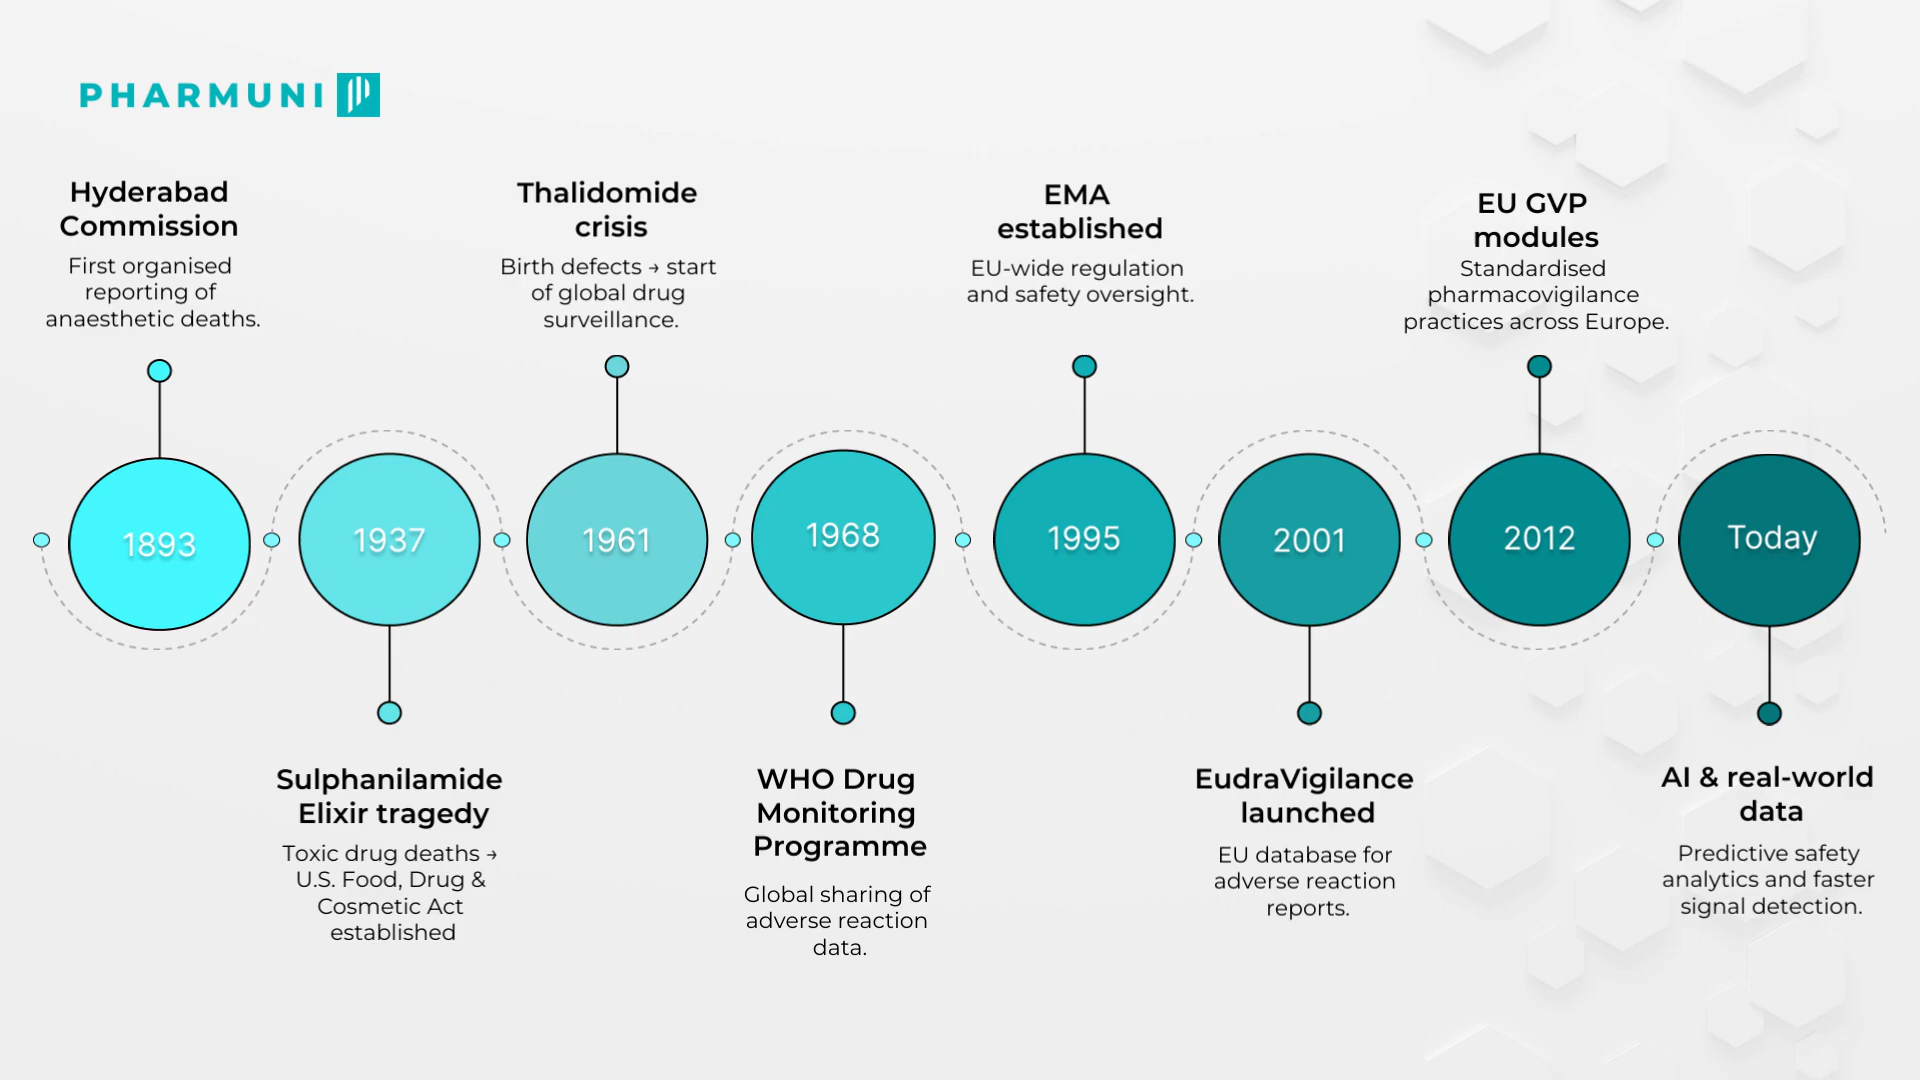 PHARMUNI
Hyderabad
Commission
First organised
reporting of
anaesthetic deaths.
Thalidomide
crisis
Birth defects → start
of global drug
surveillance.
EMA
established
EU-wide regulation
and safety oversight.
EU GVP
modules
Standardised
pharmacovigilance
practices across Europe.
1893
1937
1961
1968
1995
2001
2012
Today
Sulphanilamide
Elixir tragedy
Toxic drug deaths →
U.S. Food, Drug &
Cosmetic Act
established
WHO Drug
Monitoring
Programme
Global sharing of
adverse reaction
data.
EudraVigilance
launched
EU database for
adverse reaction
reports.
AI & real-world
data
Predictive safety
analytics and faster
signal detection.